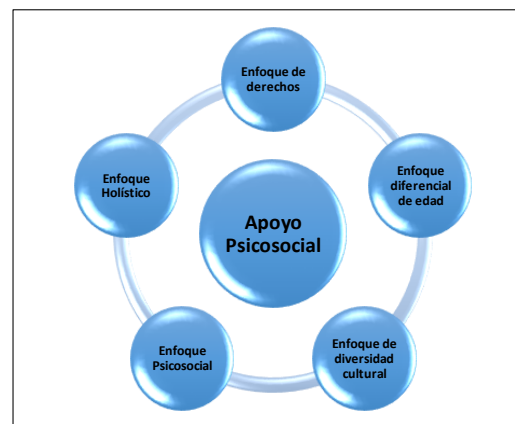 Enfoque de
derechos
Enfoque
diferencial
de edad
Enfoque de
diversidad
cultural
Enfoque
Psicosocial
Enfoque
Holístico
Apoyo
Psicosocial